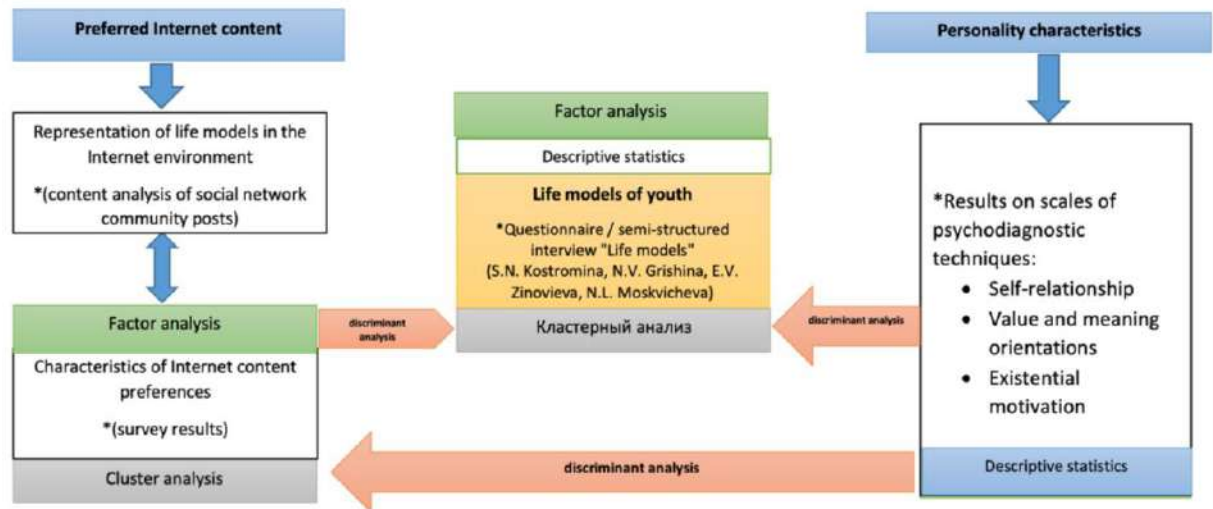 Preferred Internet content
Representation of life models in the
Internet environment
*(content analysis of social network
community posts)
Factor analysis
Characteristics of Internet content
preferences
*(survey results)
Cluster analysis
discriminant
analysis
Factor analysis
Descriptive statistics
Life models of youth
*Questionnaire / semi-structured
interview "Life models"
(S.N. Kostromina, N.V. Grishina, E.V.
Zinovieva, N.L. Moskvicheva)
Кластерный анализ
discriminant analysis
discriminant analysis
Personality characteristics
*Results on scales of
psychodiagnostic
techniques:
• Self-relationship
• Value and meaning
orientations
• Existential
motivation
Descriptive statistics